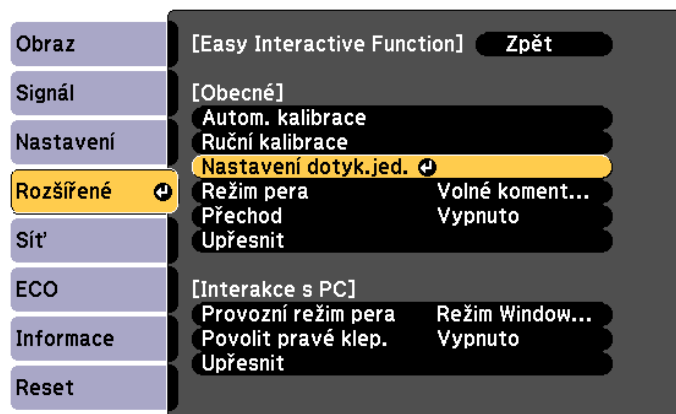 Obraz
Signál
Nastavení
Rozšířené
Síť
ECO
Informace
Reset
[Easy Interactive Function] Zpět
[Obecné]
Autom. kalibrace
Ruční kalibrace
Nastavení dotyk.jed.
Režim pera Volné koment...
Přechod Vypnuto
Upřesnit
[Interakce s PC]
Provozní režim pera Režim Window...
Povolit pravé klep. Vypnuto
Upřesnit